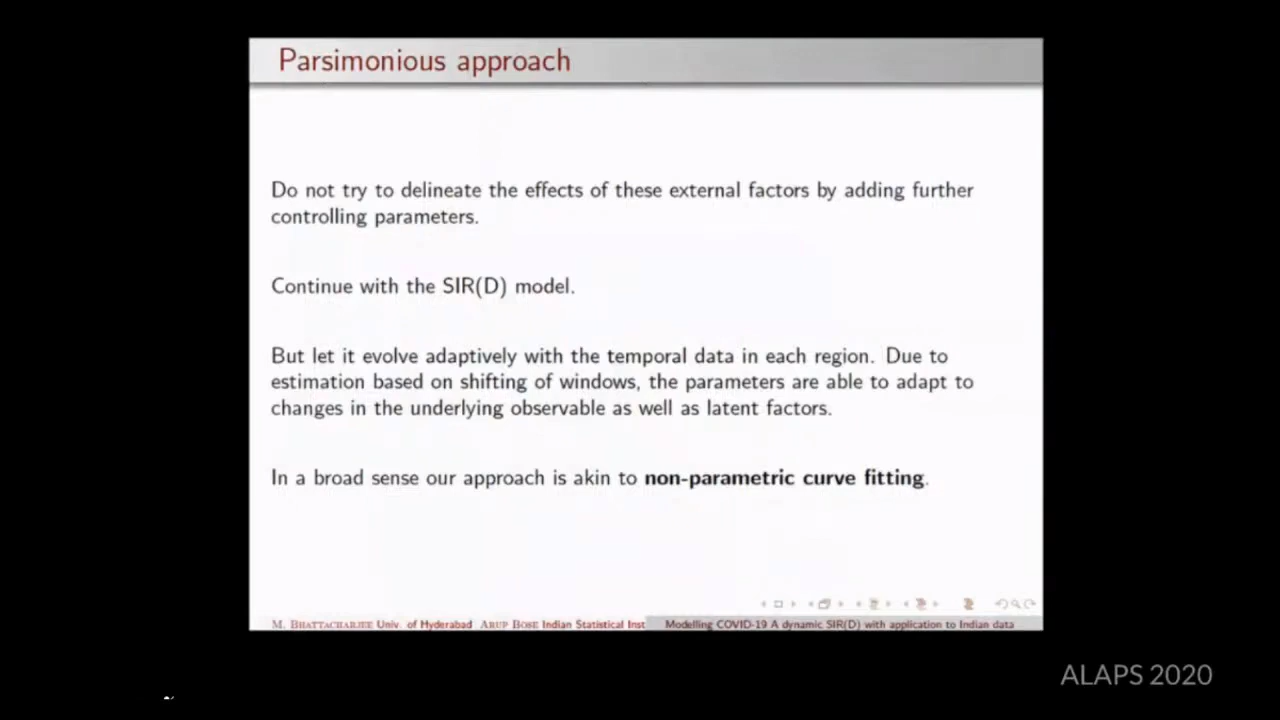 Parsimonious approach
Do not try to delineate the effects of these external factors by adding further
controlling parameters.
Continue with the SIR(D) model.
But let it evolve adaptively with the temporal data in each region. Due to
estimation based on shifting of windows, the parameters are able to adapt to
changes in the underlying observable as well as latent factors.
In a broad sense our approach is akin to non-parametric curve fitting.
M. BHATTACHARJEE Univ. of Hyderabad ARUP BOSE Indian Statistical Inst Modelling COVID-19 A dynamic SIR(D) with application to Indian data
ALAPS 2020